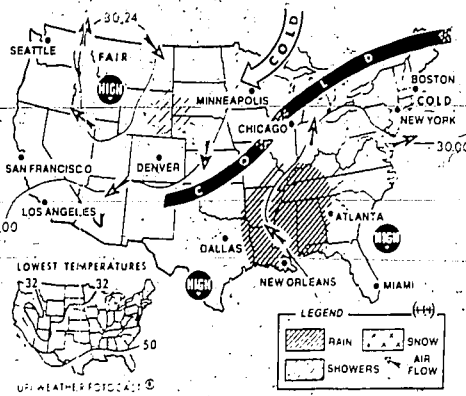 30.24
SEATTLE
FAIR
HIGH
COLD
MINNEAPOLIS
CHICAGO
BOSTON
COLD
NEW YORK
30.00
SAN FRANCISCO
DENVER
COLD
.00
LOS ANGELES
ATLANTA
DALLAS
HIGH
HIGH
NEW ORLEANS
MIAMI
LOWEST TEMPERATURES
32
32
50
UPI WEATHER FOTOCAST ®
LEGEND
RAIN
SNOW
SHOWERS
AIR
FLOW